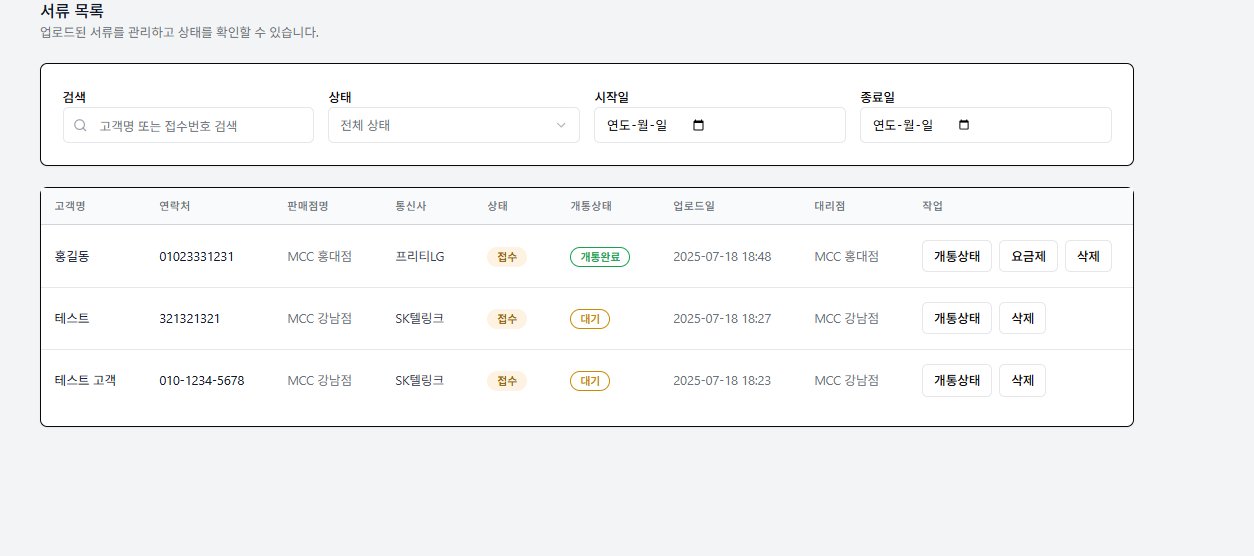 서류 목록
업로드된 서류를 관리하고 상태를 확인할 수 있습니다.
검색 상태 시작일 종료일
고객명 또는 접수번호 검색 전체 상태 연도-월-일 연도-월-일
고객명 연락처 판매점명 통신사 상태 개통상태 업로드일 대리점 작업
홍길동 01023331231 MCC 홍대점 프리티LG 접수 개통완료 2025-07-18 18:48 MCC 홍대점 개통상태 요금제 삭제
테스트 321321321 MCC 강남점 SK텔링크 접수 대기 2025-07-18 18:27 MCC 강남점 개통상태 삭제
테스트 고객 010-1234-5678 MCC 강남점 SK텔링크 접수 대기 2025-07-18 18:23 MCC 강남점 개통상태 삭제